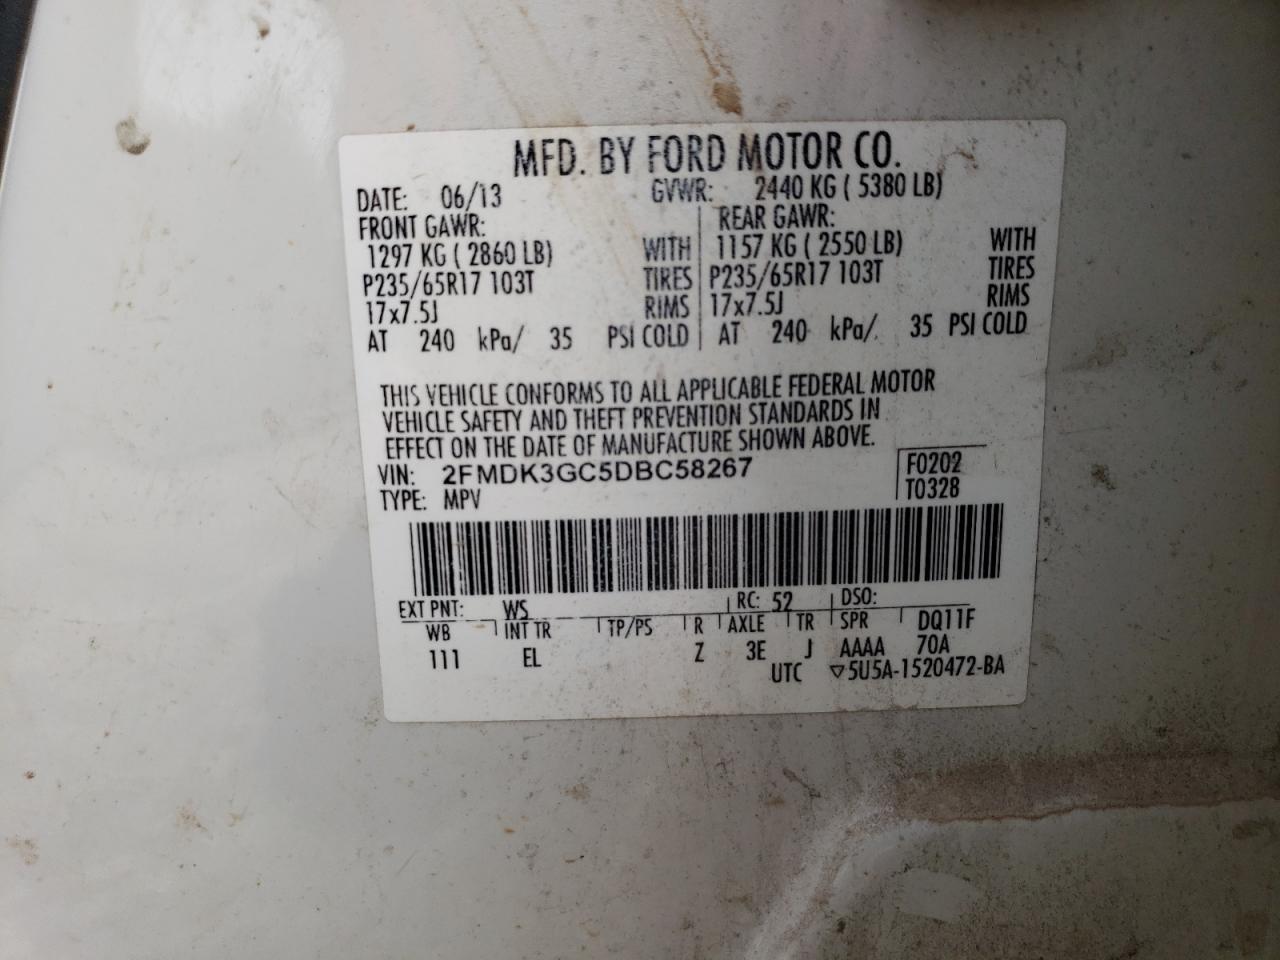 MFD. BY FORD MOTOR CO.
DATE: 06/13 GVWR: 2440 KG ( 5380 LB)
FRONT GAWR: REAR GAWR:
1297 KG ( 2860 LB) WITH 1157 KG ( 2550 LB) WITH
P235/65R17 103T TIRES P235/65R17 103T TIRES
17x7.5J RIMS 17x7.5J RIMS
AT 240 kPa/ 35 PSI COLD AT 240 kPa/ 35 PSI COLD
THIS VEHICLE CONFORMS TO ALL APPLICABLE FEDERAL MOTOR
VEHICLE SAFETY AND THEFT PREVENTION STANDARDS IN
EFFECT ON THE DATE OF MANUFACTURE SHOWN ABOVE.
VIN: 2FMDK3GC5DBC58267 F0202
TYPE: MPV T0328
EXT PNT: WS RC: 52 DSO:
WB INT TR TP/PS R AXLE TR SPR DQ11F
111 EL Z 3E J AAAA 70A
UTC ▽5U5A-1520472-BA